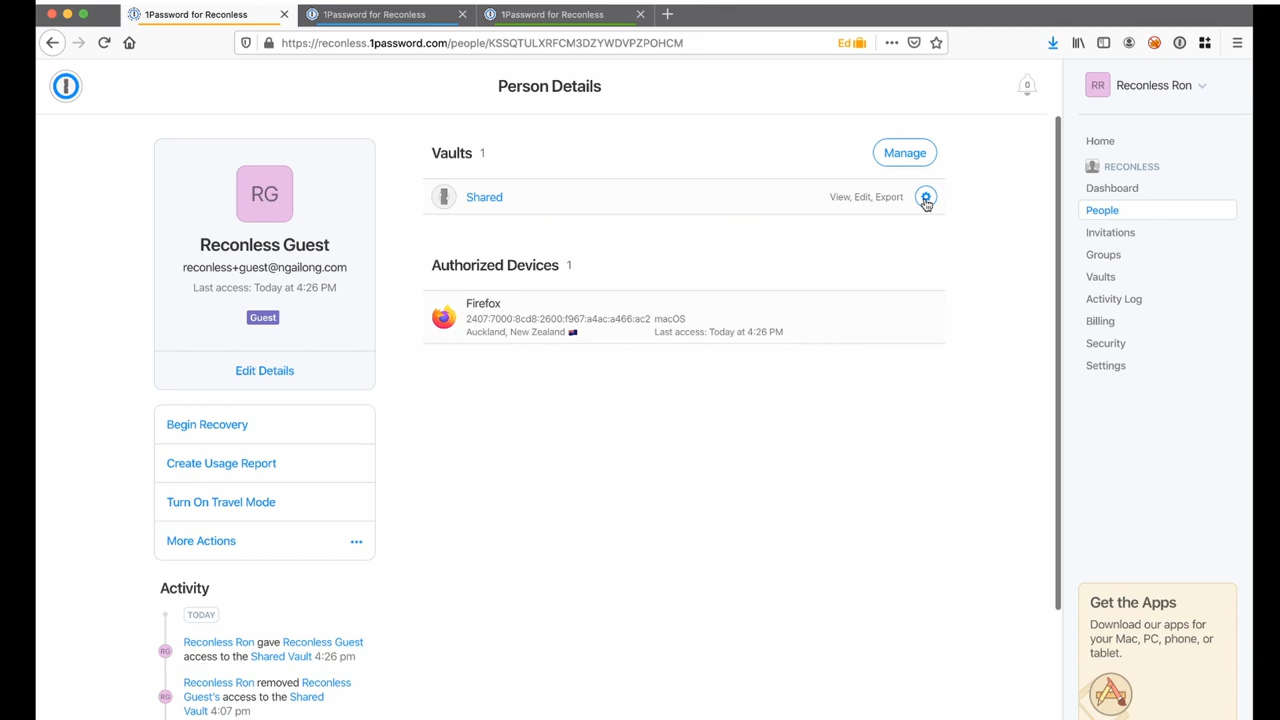 1Password for Reconless
1Password for Reconless
1Password for Reconless
https://reconless.1password.com/people/KSSQTULXRFCM3DZYWDVPZPOHCM
Ed
Person Details
0
RR Reconless Ron
RG
Reconless Guest
reconless+guest@ngailong.com
Last access: Today at 4:26 PM
Guest
Edit Details
Begin Recovery
Create Usage Report
Turn On Travel Mode
More Actions
Activity
TODAY
RG
Reconless Ron gave Reconless Guest
access to the Shared Vault 4:26 pm
RG
Reconless Ron removed Reconless
Guest's access to the Shared
Vault 4:07 pm
Vaults 1
Manage
Shared
View, Edit, Export
Authorized Devices 1
Firefox
2407:7000:8cd8:2600:f967:a4ac:a466:ac2 macOS
Auckland, New Zealand Last access: Today at 4:26 PM
Home
RECONLESS
Dashboard
People
Invitations
Groups
Vaults
Activity Log
Billing
Security
Settings
Get the Apps
Download our apps for
your Mac, PC, phone, or
tablet.